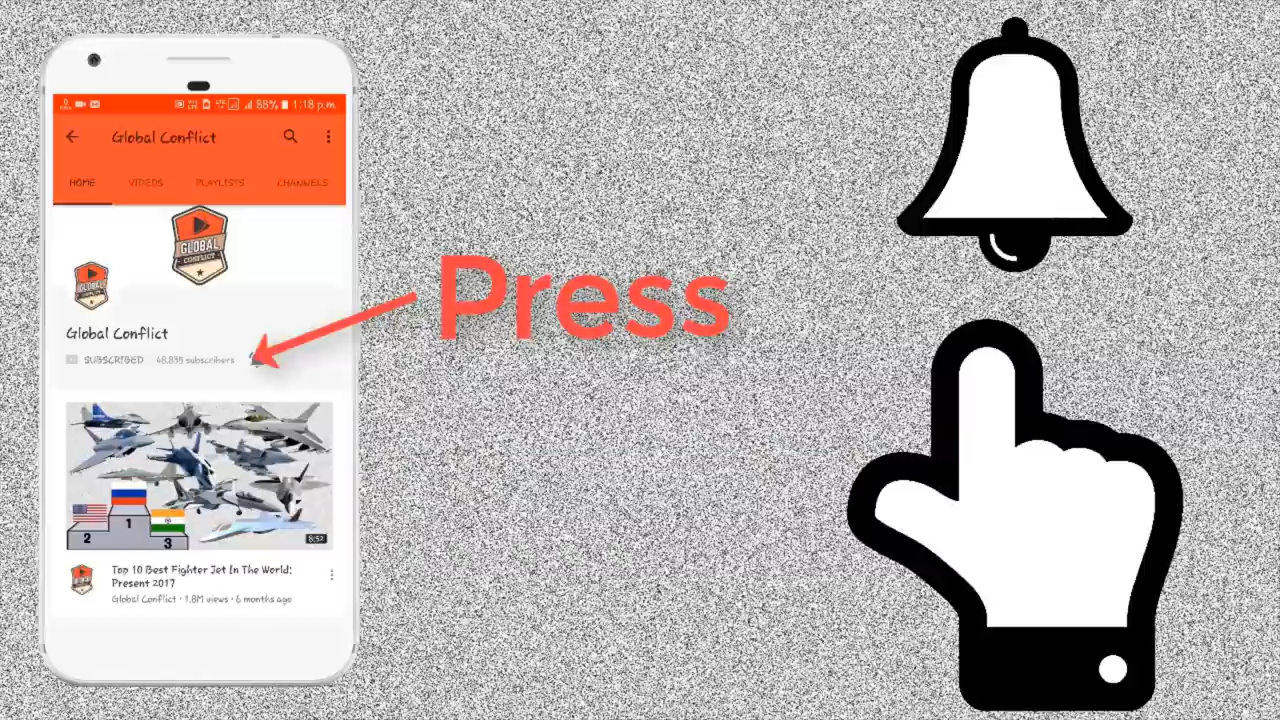 88% 1:18 p.m.
Global Conflict
HOME VIDEOS PLAYLISTS CHANNELS
GLOBAL
CONFLICT
GLOBAL
Global Conflict
SUBSCRIBED 48,835 subscribers
Press
1
2
3
8:52
Top 10 Best Fighter Jet In The World:
Present 2017
Global Conflict • 1.8M views • 6 months ago